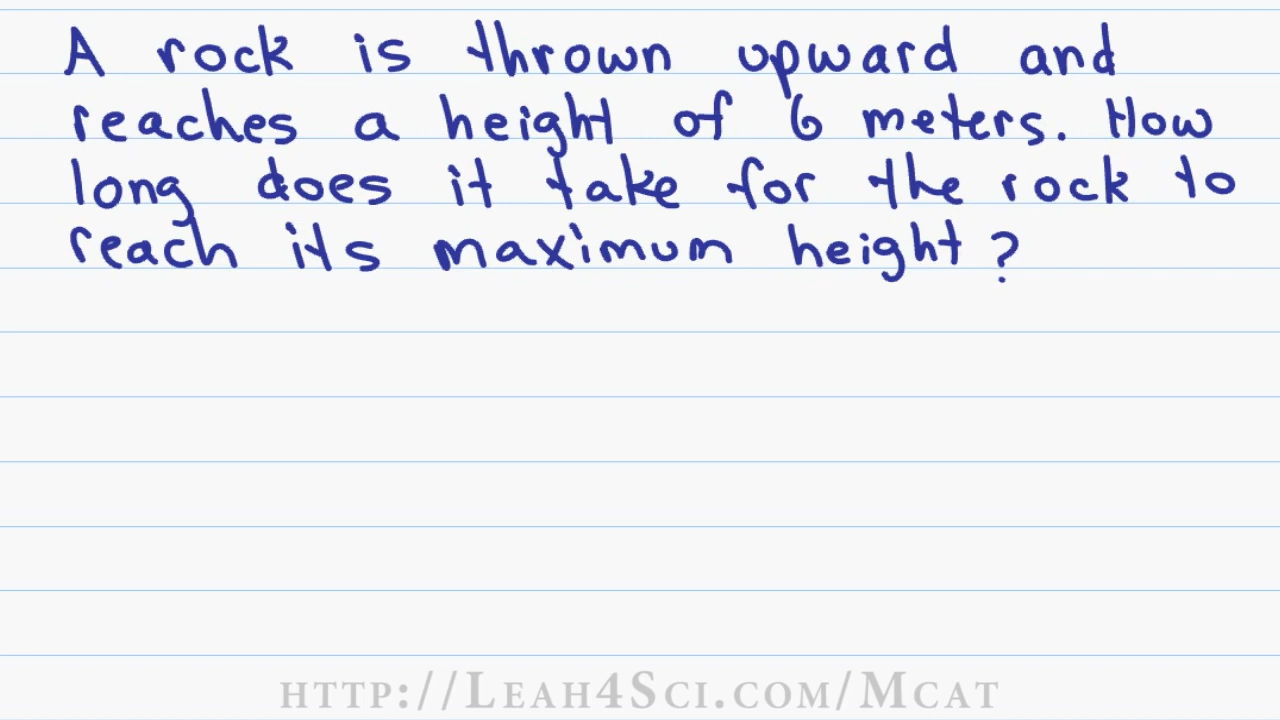 A rock is thrown upward and
reaches a height of 6 meters. How
long does it take for the rock to
reach its maximum height?
HTTP://LEAH4SCI.COM/MCAT